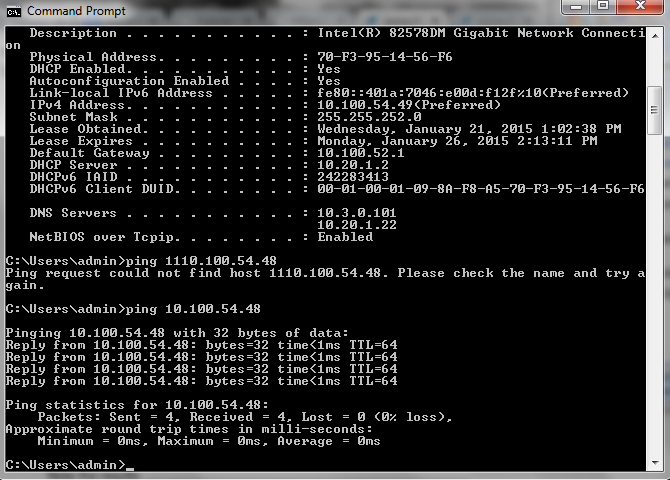 Command Prompt
Description . . . . . . . . . . . : Intel(R) 82578DM Gigabit Network Connecti
on
Physical Address. . . . . . . . . : 70-F3-95-14-56-F6
DHCP Enabled. . . . . . . . . . . : Yes
Autoconfiguration Enabled . . . . : Yes
Link-local IPv6 Address . . . . . : fe80::401a:7046:e00d:f12f%10(Preferred)
IPv4 Address. . . . . . . . . . . : 10.100.54.49(Preferred)
Subnet Mask . . . . . . . . . . . : 255.255.252.0
Lease Obtained. . . . . . . . . . : Wednesday, January 21, 2015 1:02:38 PM
Lease Expires . . . . . . . . . . : Monday, January 26, 2015 2:13:11 PM
Default Gateway . . . . . . . . . : 10.100.52.1
DHCP Server . . . . . . . . . . . : 10.20.1.2
DHCPv6 IAID . . . . . . . . . . . : 242283413
DHCPv6 Client DUID. . . . . . . . : 00-01-00-01-09-8A-F8-A5-70-F3-95-14-56-F6
DNS Servers . . . . . . . . . . . : 10.3.0.101
10.20.1.22
NetBIOS over Tcpip. . . . . . . . : Enabled
C:\Users\admin>ping 1110.100.54.48
Ping request could not find host 1110.100.54.48. Please check the name and try a
gain.
C:\Users\admin>ping 10.100.54.48
Pinging 10.100.54.48 with 32 bytes of data:
Reply from 10.100.54.48: bytes=32 time<1ms TTL=64
Reply from 10.100.54.48: bytes=32 time<1ms TTL=64
Reply from 10.100.54.48: bytes=32 time<1ms TTL=64
Reply from 10.100.54.48: bytes=32 time<1ms TTL=64
Ping statistics for 10.100.54.48:
Packets: Sent = 4, Received = 4, Lost = 0 (0% loss),
Approximate round trip times in milli-seconds:
Minimum = 0ms, Maximum = 0ms, Average = 0ms
C:\Users\admin>_